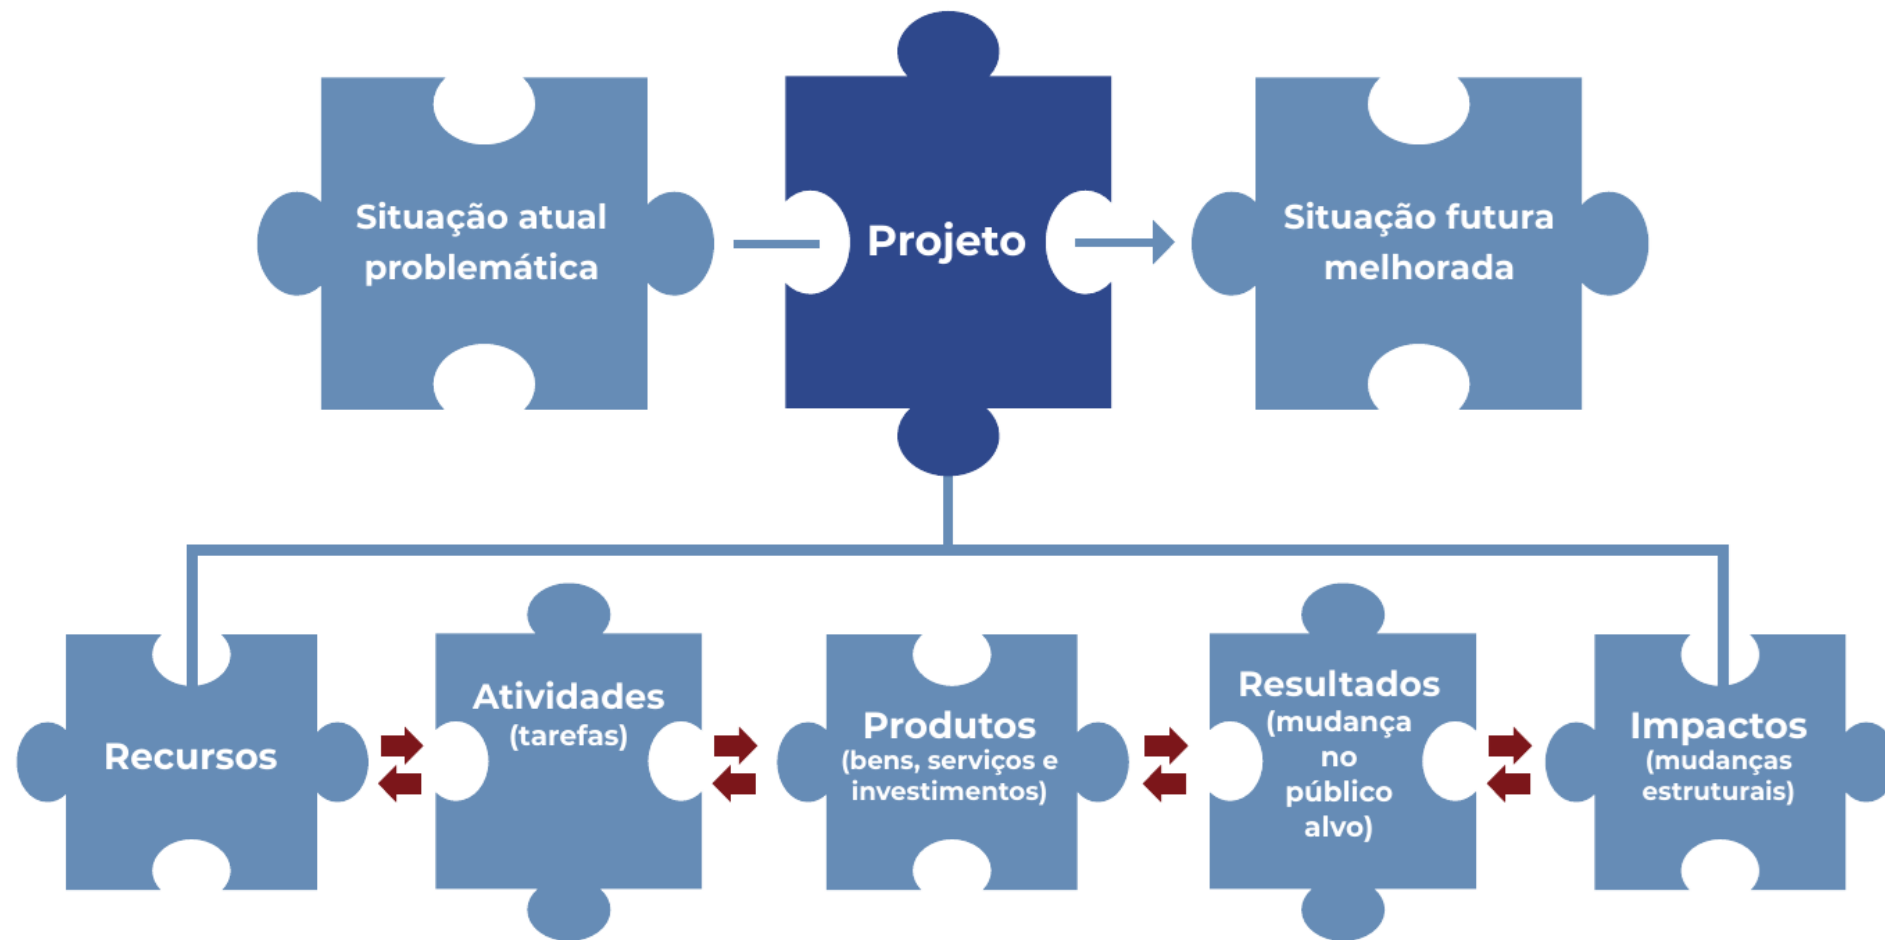 Situação atual
problemática
Projeto
Situação futura
melhorada
Recursos
Atividades
(tarefas)
Produtos
(bens, serviços e
investimentos)
Resultados
(mudança
no
público
alvo)
Impactos
(mudanças
estruturais)